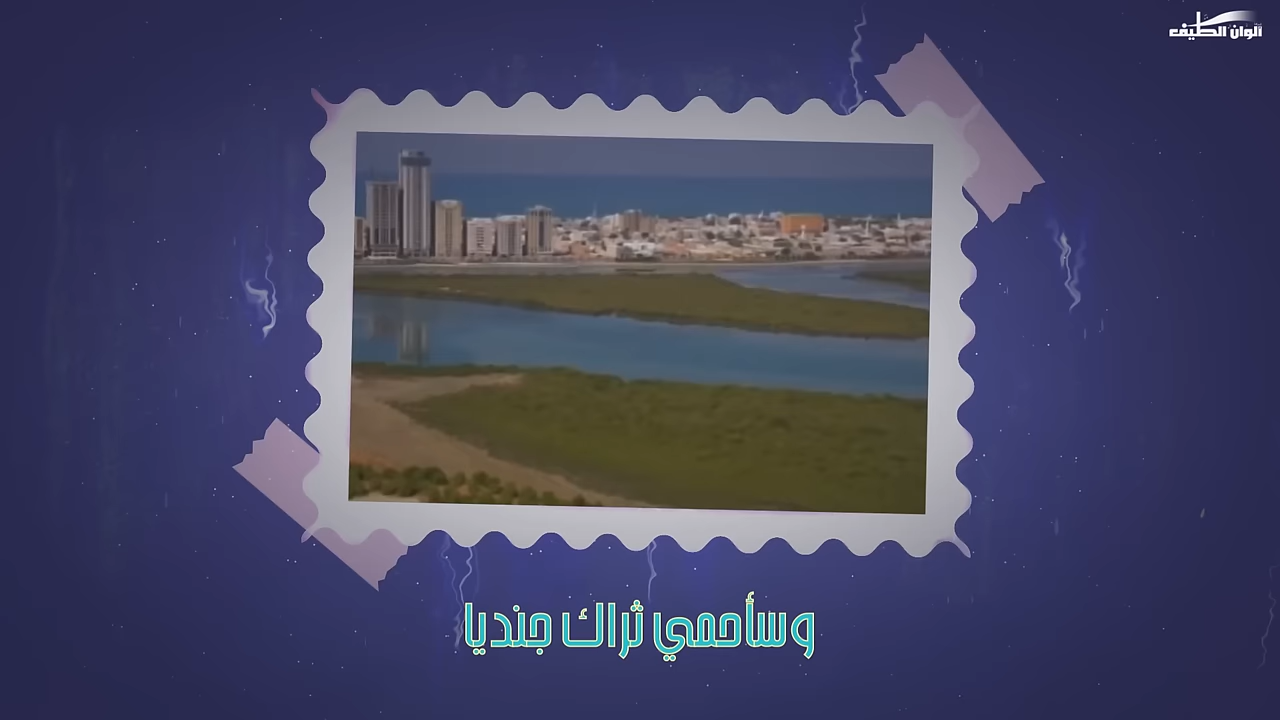 ألوان الطيف
وسأحمي ثراك جنديا